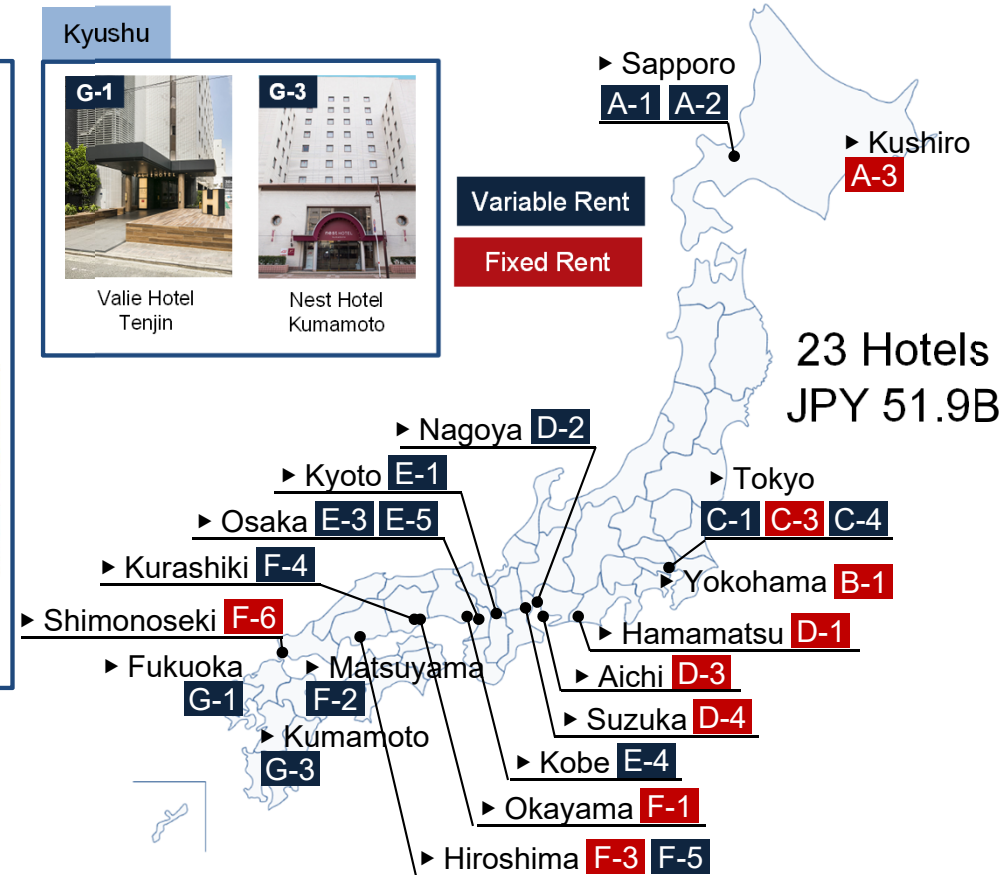 Kyushu
G-1
G-3
Valie Hotel
Tenjin
Nest Hotel
Kumamoto
Variable Rent
Fixed Rent
Sapporo
A-1 A-2
Kushiro
A-3
23 Hotels
JPY 51.9B
Nagoya D-2
Kyoto E-1
Osaka E-3 E-5
Kurashiki F-4
Shimonoseki F-6
Fukuoka
G-1
Matsuyama
F-2
Kumamoto
G-3
Tokyo
C-1 C-3 C-4
Yokohama B-1
Hamamatsu D-1
Aichi D-3
Suzuka D-4
Kobe E-4
Okayama F-1
Hiroshima F-3 F-5